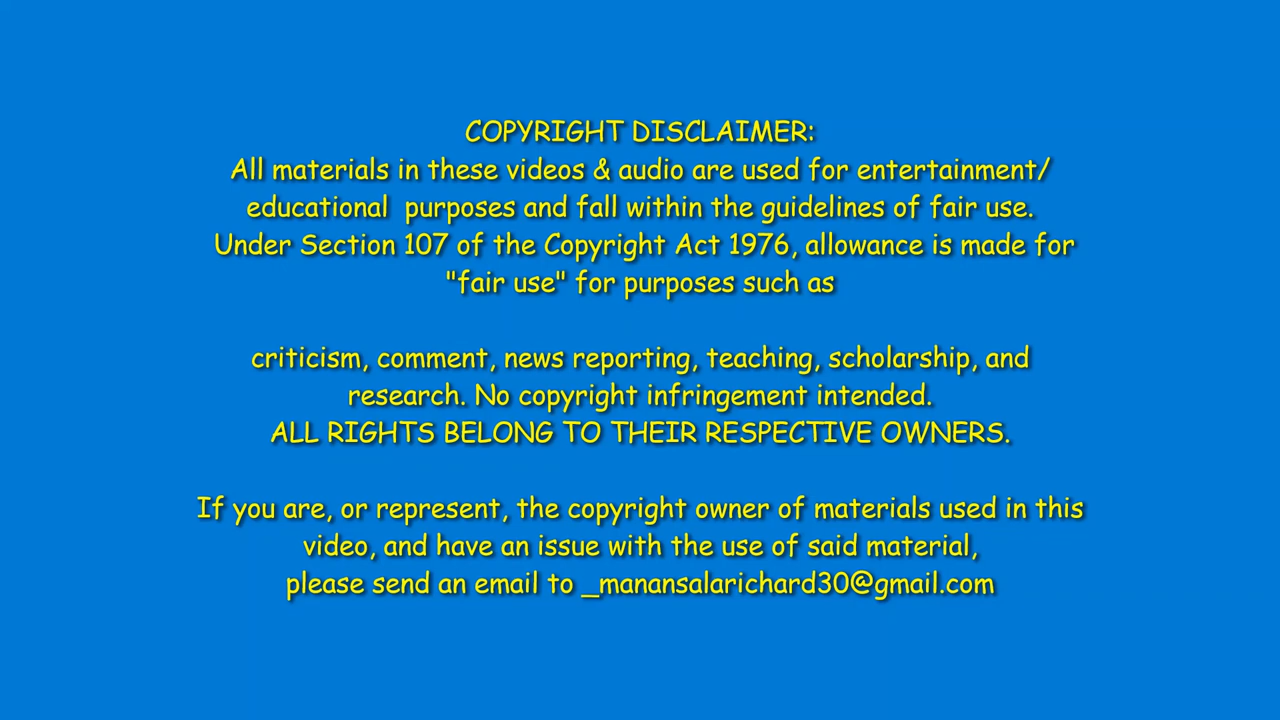 COPYRIGHT DISCLAIMER:
All materials in these videos & audio are used for entertainment/
educational  purposes and fall within the guidelines of fair use.
Under Section 107 of the Copyright Act 1976, allowance is made for
"fair use" for purposes such as
criticism, comment, news reporting, teaching, scholarship, and
research. No copyright infringement intended.
ALL RIGHTS BELONG TO THEIR RESPECTIVE OWNERS.
If you are, or represent, the copyright owner of materials used in this
video, and have an issue with the use of said material,
please send an email to _manansalarichard30@gmail.com